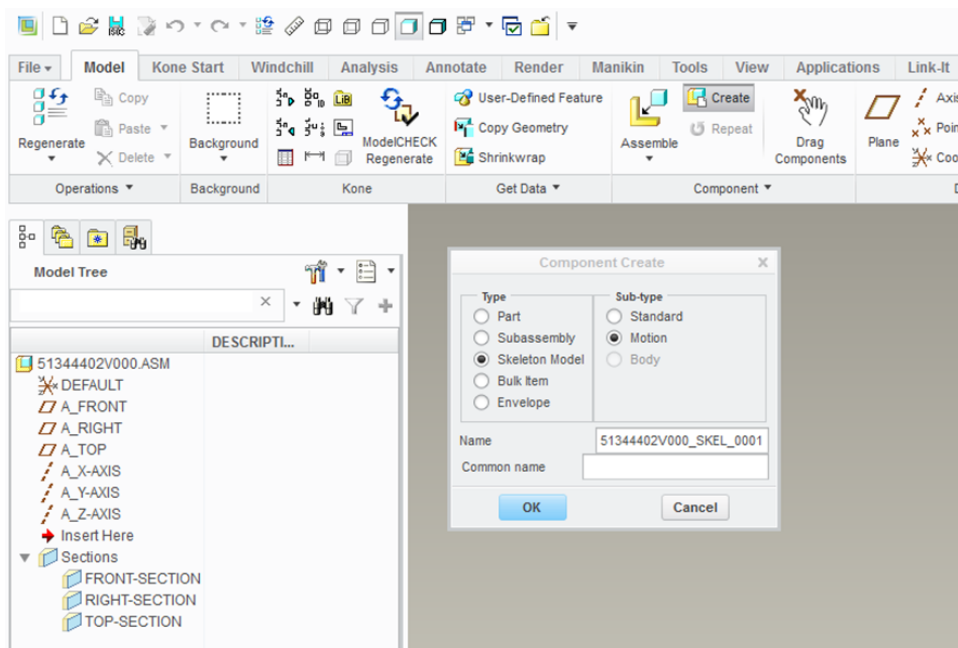 File Model Kone Start Windchill Analysis Annotate Render Manikin Tools View Applications Link-It
Regenerate
Copy
Paste
Delete
Operations
Background
Background
LIB
ModelCHECK
Regenerate
Kone
User-Defined Feature
Copy Geometry
Shrinkwrap
Get Data
Assemble
Create
Repeat
Drag
Components
Component
Plane
Axi
Poin
Coo
Model Tree
DESCRIPTI...
51344402V000.ASM
DEFAULT
A_FRONT
A_RIGHT
A_TOP
A_X-AXIS
A_Y-AXIS
A_Z-AXIS
Insert Here
Sections
FRONT-SECTION
RIGHT-SECTION
TOP-SECTION
Component Create
Type
Part
Subassembly
Skeleton Model
Bulk Item
Envelope
Sub-type
Standard
Motion
Body
Name 51344402V000_SKEL_0001
Common name
OK Cancel